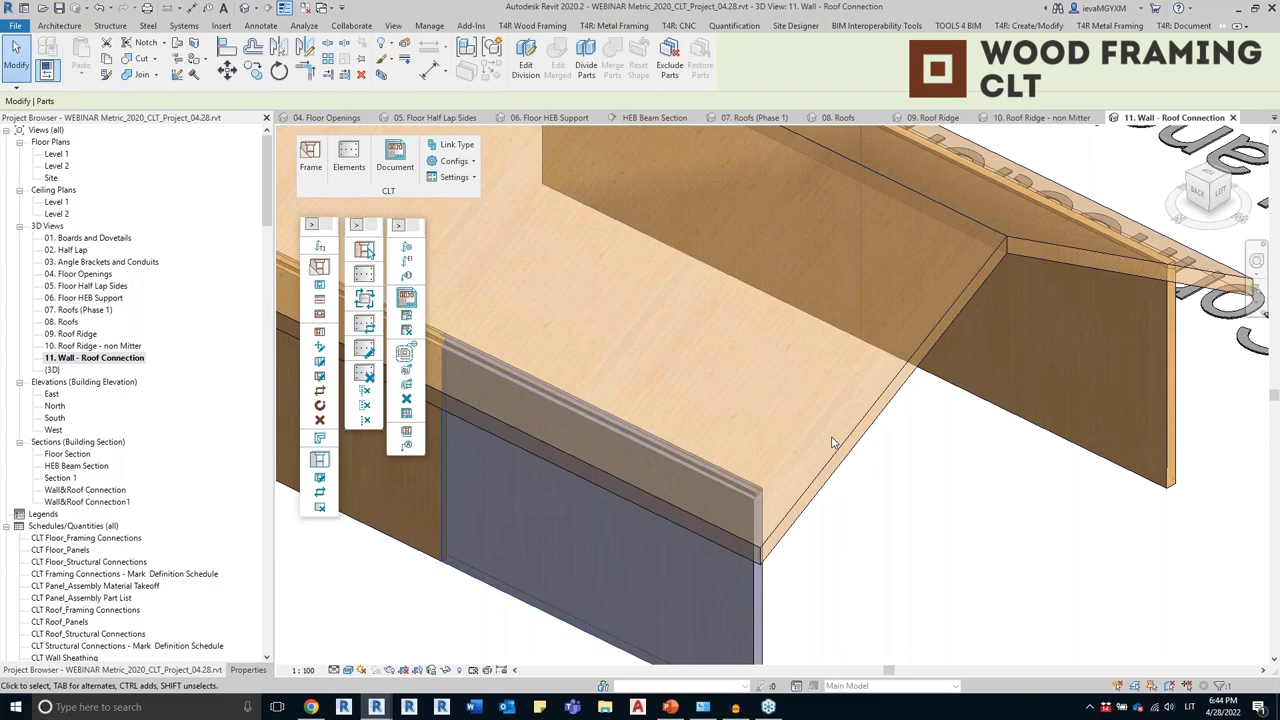 Autodesk Revit 2020.2 - WEBINAR Metric_2020_CLT_Project_04.28.rvt - 3D View: 11. Wall - Roof Connection
ievaMGYXM
File Architecture Structure Steel Systems Insert Annotate Analyze Collaborate View Manage Add-Ins T4R Wood Framing T4R: Metal Framing T4R: CNC Quantification Site Designer BIM Interoperability Tools TOOLS 4 BIM T4R: Create/Modify T4R Metal Framing T4R: Document
Modify
Paste
Notch
Cut
Join
Edit Division
Edit Merged
Divide Parts
Merge Parts
Reset Shape
Exclude Parts
Restore Parts
WOOD FRAMING
CLT
Modify | Parts
Project Browser - WEBINAR Metric_2020_CLT_Project_04.28.rvt
04. Floor Openings
05. Floor Half Lap Sides
06. Floor HEB Support
HEB Beam Section
07. Roofs (Phase 1)
08. Roofs
09. Roof Ridge
10. Roof Ridge - non Mitter
11. Wall - Roof Connection
Views (all)
Floor Plans
Level 1
Level 2
Site
Ceiling Plans
Level 1
Level 2
3D Views
01. Boards and Dovetails
02. Half Lap
03. Angle Brackets and Conduits
04. Floor Openings
05. Floor Half Lap Sides
06. Floor HEB Support
07. Roofs (Phase 1)
08. Roofs
09. Roof Ridge
10. Roof Ridge - non Mitter
11. Wall - Roof Connection
{3D}
Elevations (Building Elevation)
East
North
South
West
Sections (Building Section)
Floor Section
HEB Beam Section
Section 1
Wall&Roof Connection
Wall&Roof Connection1
Legends
Schedules/Quantities (all)
CLT Floor_Framing Connections
CLT Floor_Panels
CLT Floor_Structural Connections
CLT Framing Connections - Mark Definition Schedule
CLT Panel_Assembly Material Takeoff
CLT Panel_Assembly Part List
CLT Roof_Framing Connections
CLT Roof_Panels
CLT Roof_Structural Connections
CLT Structural Connections - Mark Definition Schedule
CLT Wall Sheathing
Frame
Elements
Document
Link Type
Configs
Settings
CLT
BACK
LEFT
Project Browser - WEBINAR Metric_2020_CLT_Project_04.28.rvt
Properties
1 : 100
Click to select, TAB for alternates, CTRL adds, SHIFT unselects.
:0
Main Model
:1
Type here to search
LIT
6:44 PM
4/28/2022